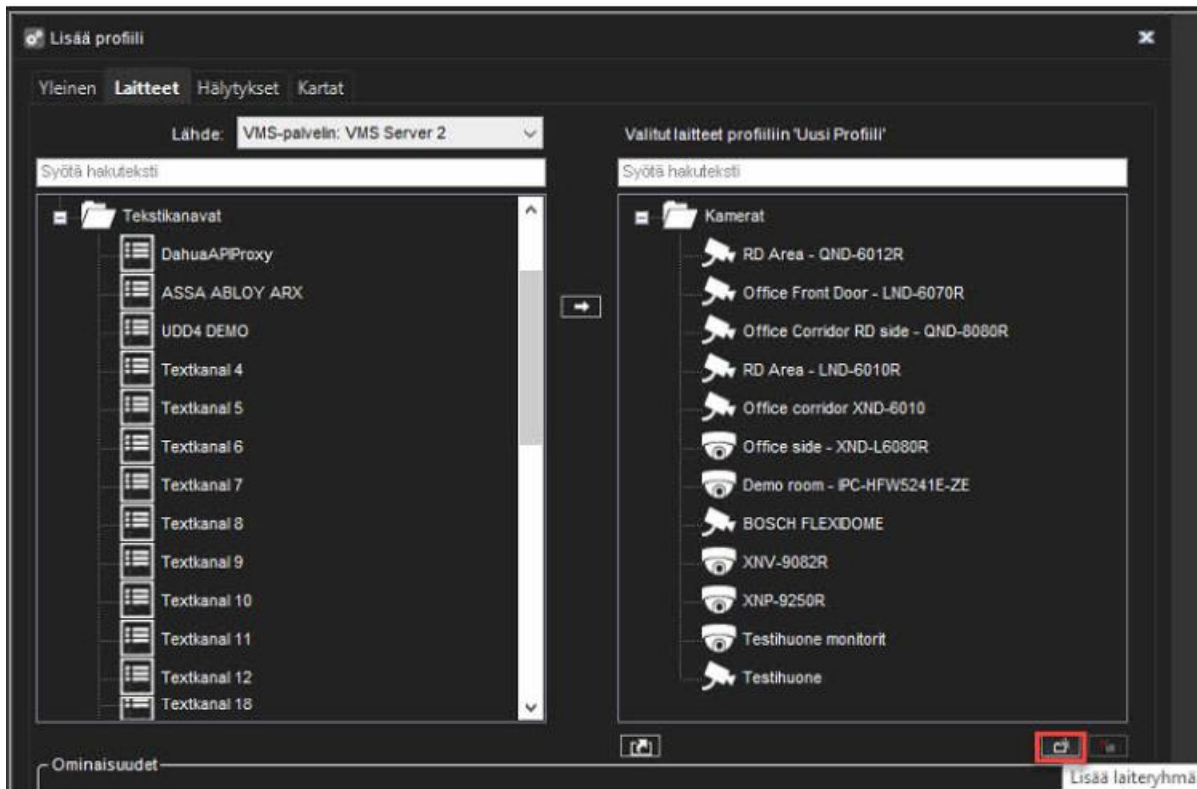 Lisää profiili
Yleinen Laitteet Hälytykset Kartat
Lähde: VMS-palvelin: VMS Server 2
Syötä hakuteksti
Tekstikanavat
DahuaAPIProxy
ASSA ABLOY ARX
UDD4 DEMO
Textkanal 4
Textkanal 5
Textkanal 6
Textkanal 7
Textkanal 8
Textkanal 9
Textkanal 10
Textkanal 11
Textkanal 12
Textkanal 18
Valitut laitteet profiiliin 'Uusi Profiili'
Syötä hakuteksti
Kamerat
RD Area - QND-6012R
Office Front Door - LND-6070R
Office Corridor RD side - QND-8080R
RD Area - LND-6010R
Office corridor XND-6010
Office side - XND-L6080R
Demo room - IPC-HFW5241E-ZE
BOSCH FLEXIDOME
XNV-9082R
XNP-9250R
Testihuone monitorit
Testihuone
Lisää laiteryhmä
Ominaisuudet